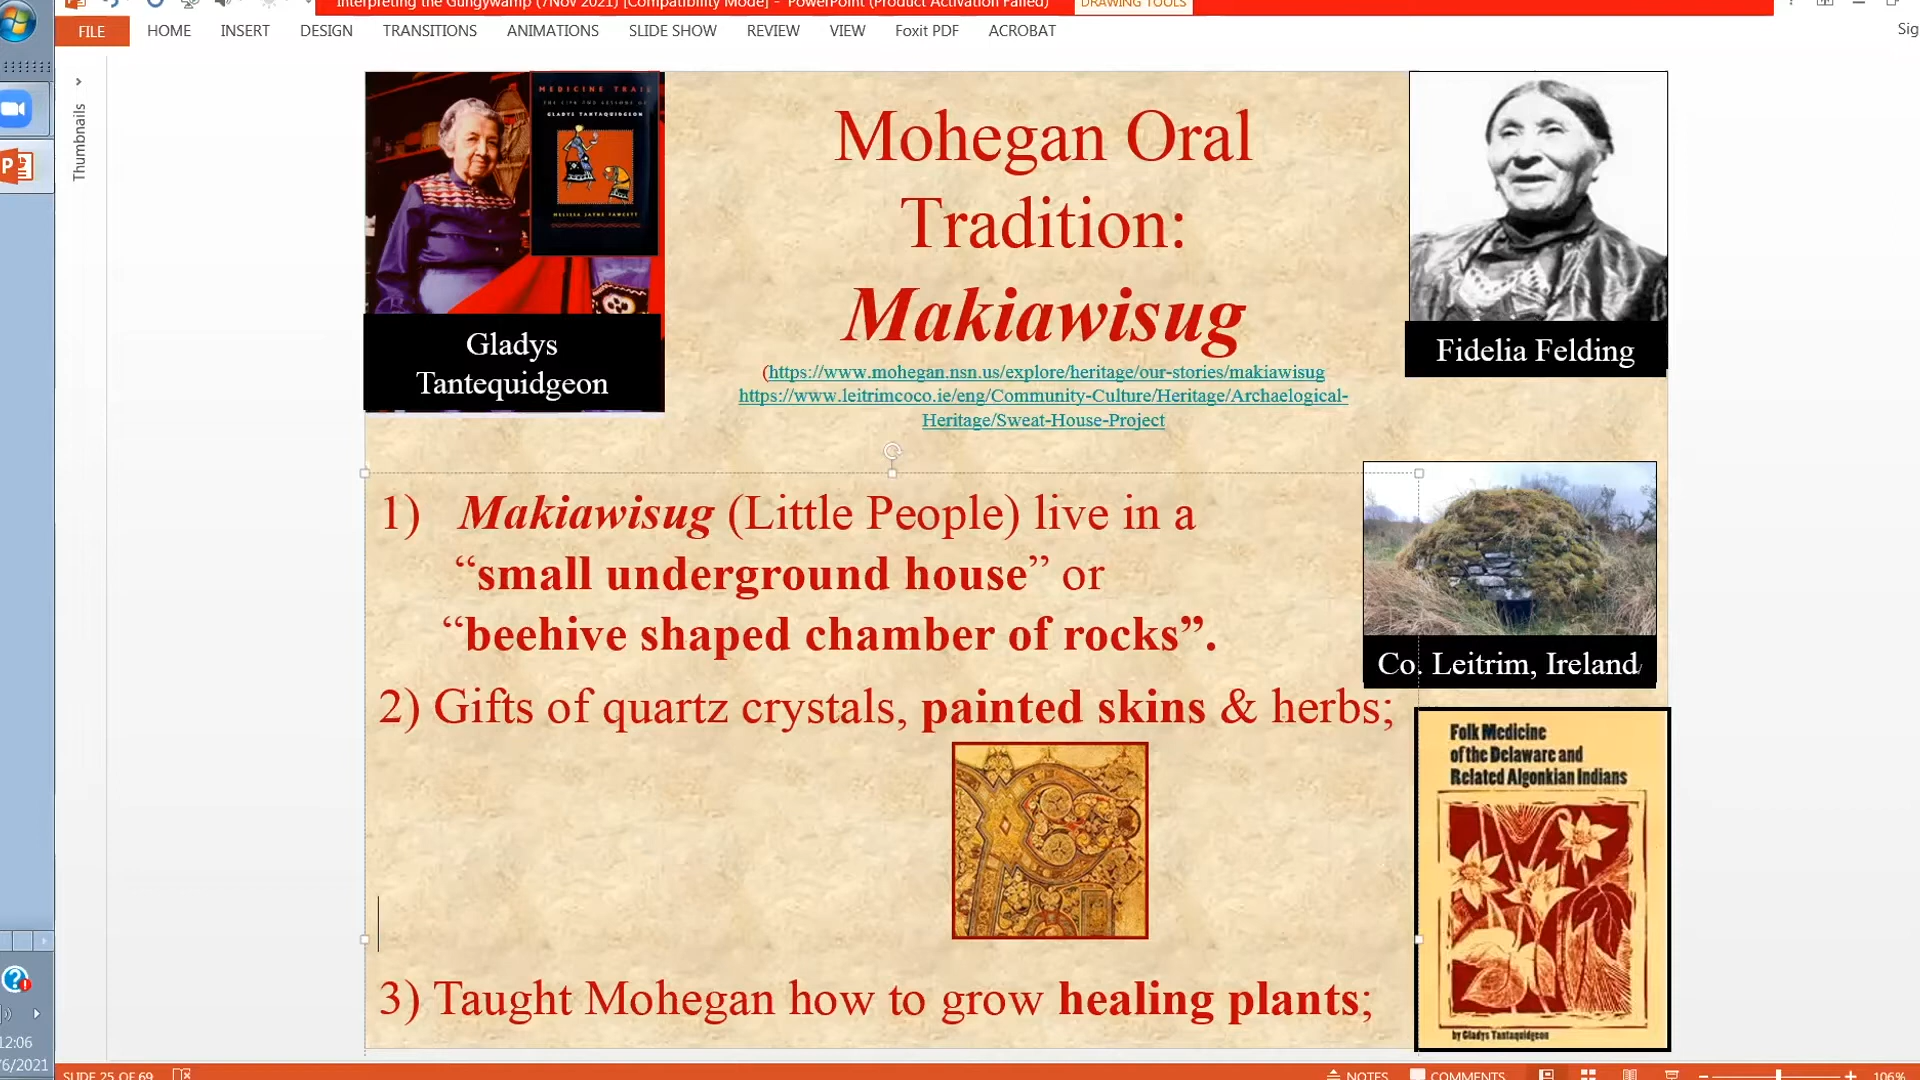 Interpreting the Gungywamp (7Nov 2021) [Compatibility Mode] - PowerPoint (Product Activation Failed)
DRAWING TOOLS
FILE HOME INSERT DESIGN TRANSITIONS ANIMATIONS SLIDE SHOW REVIEW VIEW Foxit PDF ACROBAT
Sig
Thumbnails
MEDICINE TRAIL
THE LIFE AND LESSONS OF
GLADYS TANTAQUIDGEON
MELISSA JAYNE FAWCETT
Gladys
Tantequidgeon
Mohegan Oral
Tradition:
Makiawisug
(https://www.mohegan.nsn.us/explore/heritage/our-stories/makiawisug
https://www.leitrimcoco.ie/eng/Community-Culture/Heritage/Archaelogical-
Heritage/Sweat-House-Project
Fidelia Felding
1) Makiawisug (Little People) live in a
“small underground house” or
“beehive shaped chamber of rocks”.
Co. Leitrim, Ireland
2) Gifts of quartz crystals, painted skins & herbs;
Folk Medicine
of the Delaware and
Related Algonkian Indians
by Gladys Tantaquidgeon
3) Taught Mohegan how to grow healing plants;
12:06
/6/2021
SLIDE 25 OF 69
NOTES COMMENTS 106%